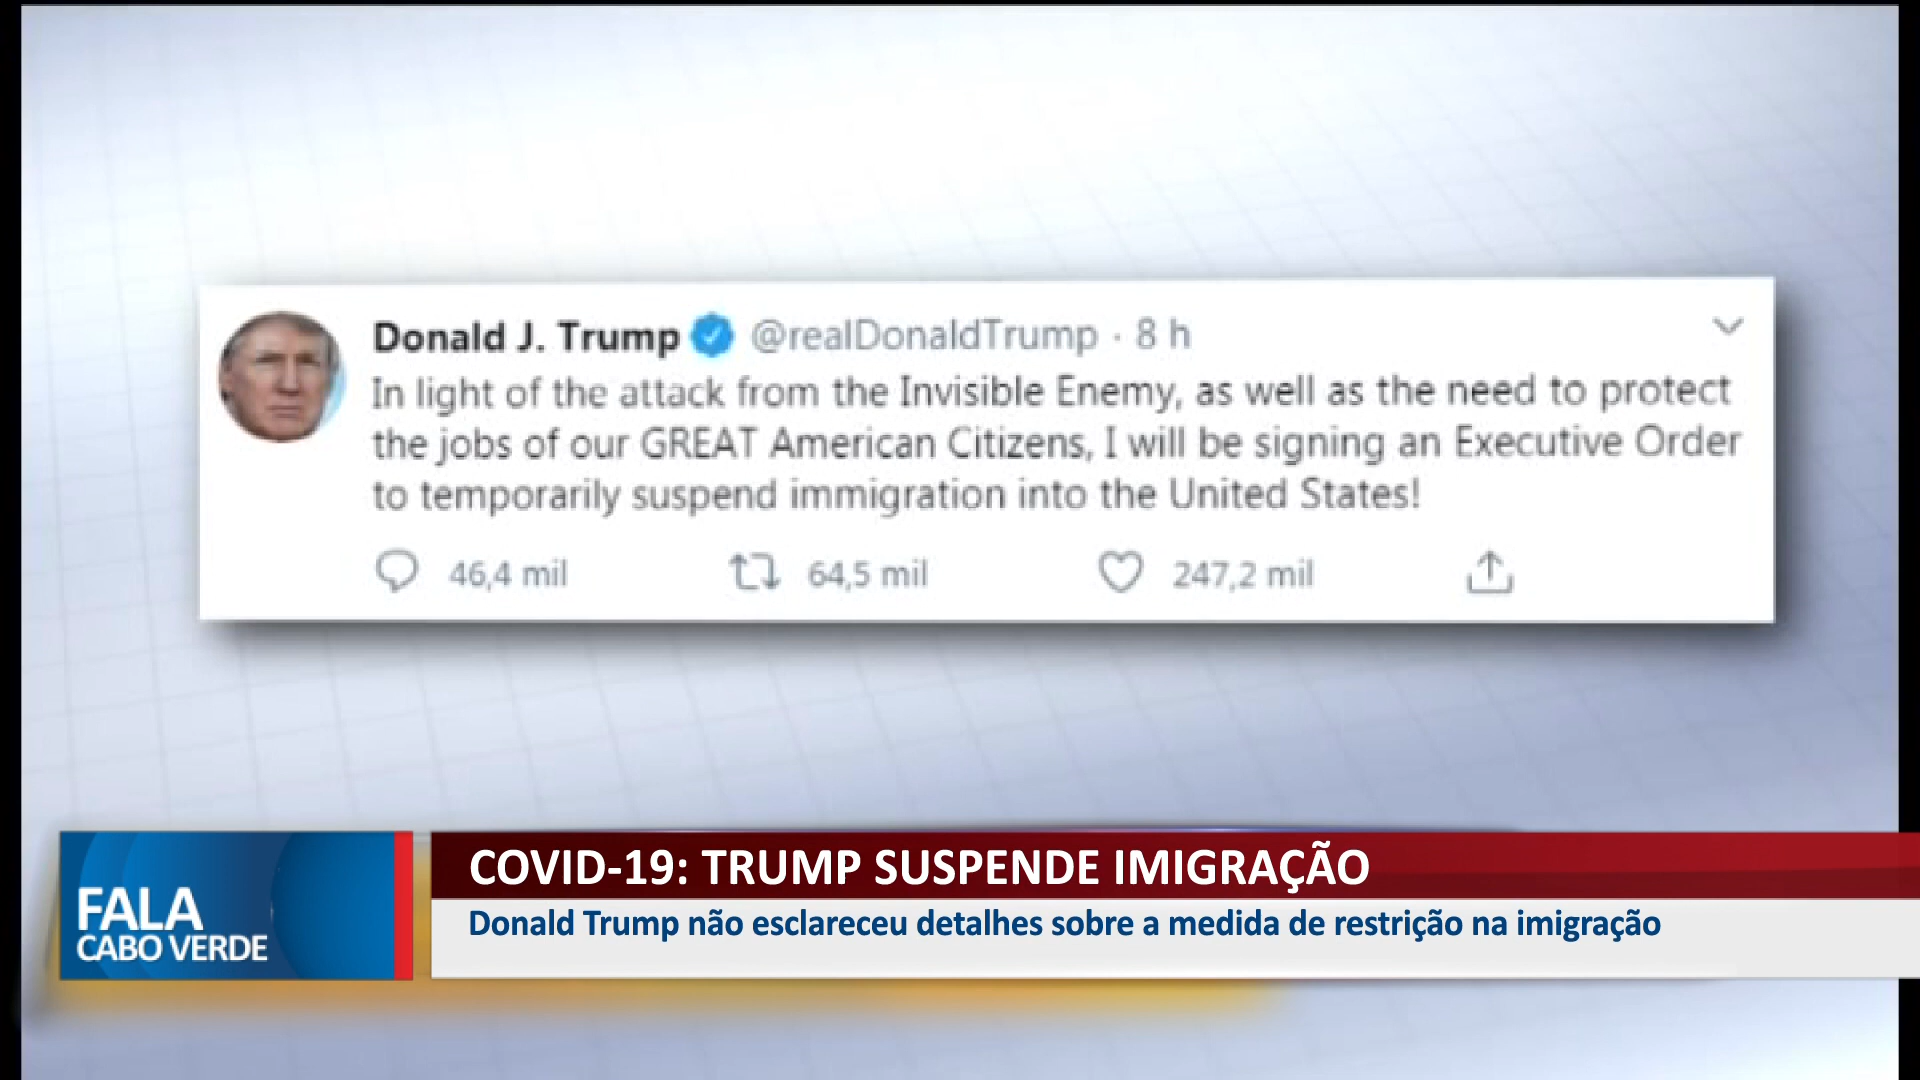 Donald J. Trump @realDonaldTrump · 8 h
In light of the attack from the Invisible Enemy, as well as the need to protect
the jobs of our GREAT American Citizens, I will be signing an Executive Order
to temporarily suspend immigration into the United States!
46,4 mil 64,5 mil 247,2 mil
FALA
CABO VERDE
COVID-19: TRUMP SUSPENDE IMIGRAÇÃO
Donald Trump não esclareceu detalhes sobre a medida de restrição na imigração